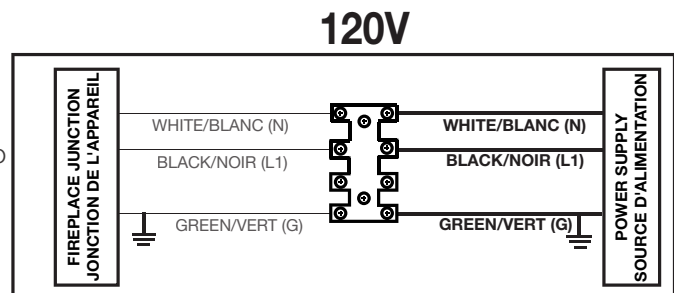 120V
FIREPLACE JUNCTION
JONCTION DE L'APPAREIL
WHITE/BLANC (N)
BLACK/NOIR (L1)
GREEN/VERT (G)
WHITE/BLANC (N)
BLACK/NOIR (L1)
GREEN/VERT (G)
POWER SUPPLY
SOURCE D'ALIMENTATION